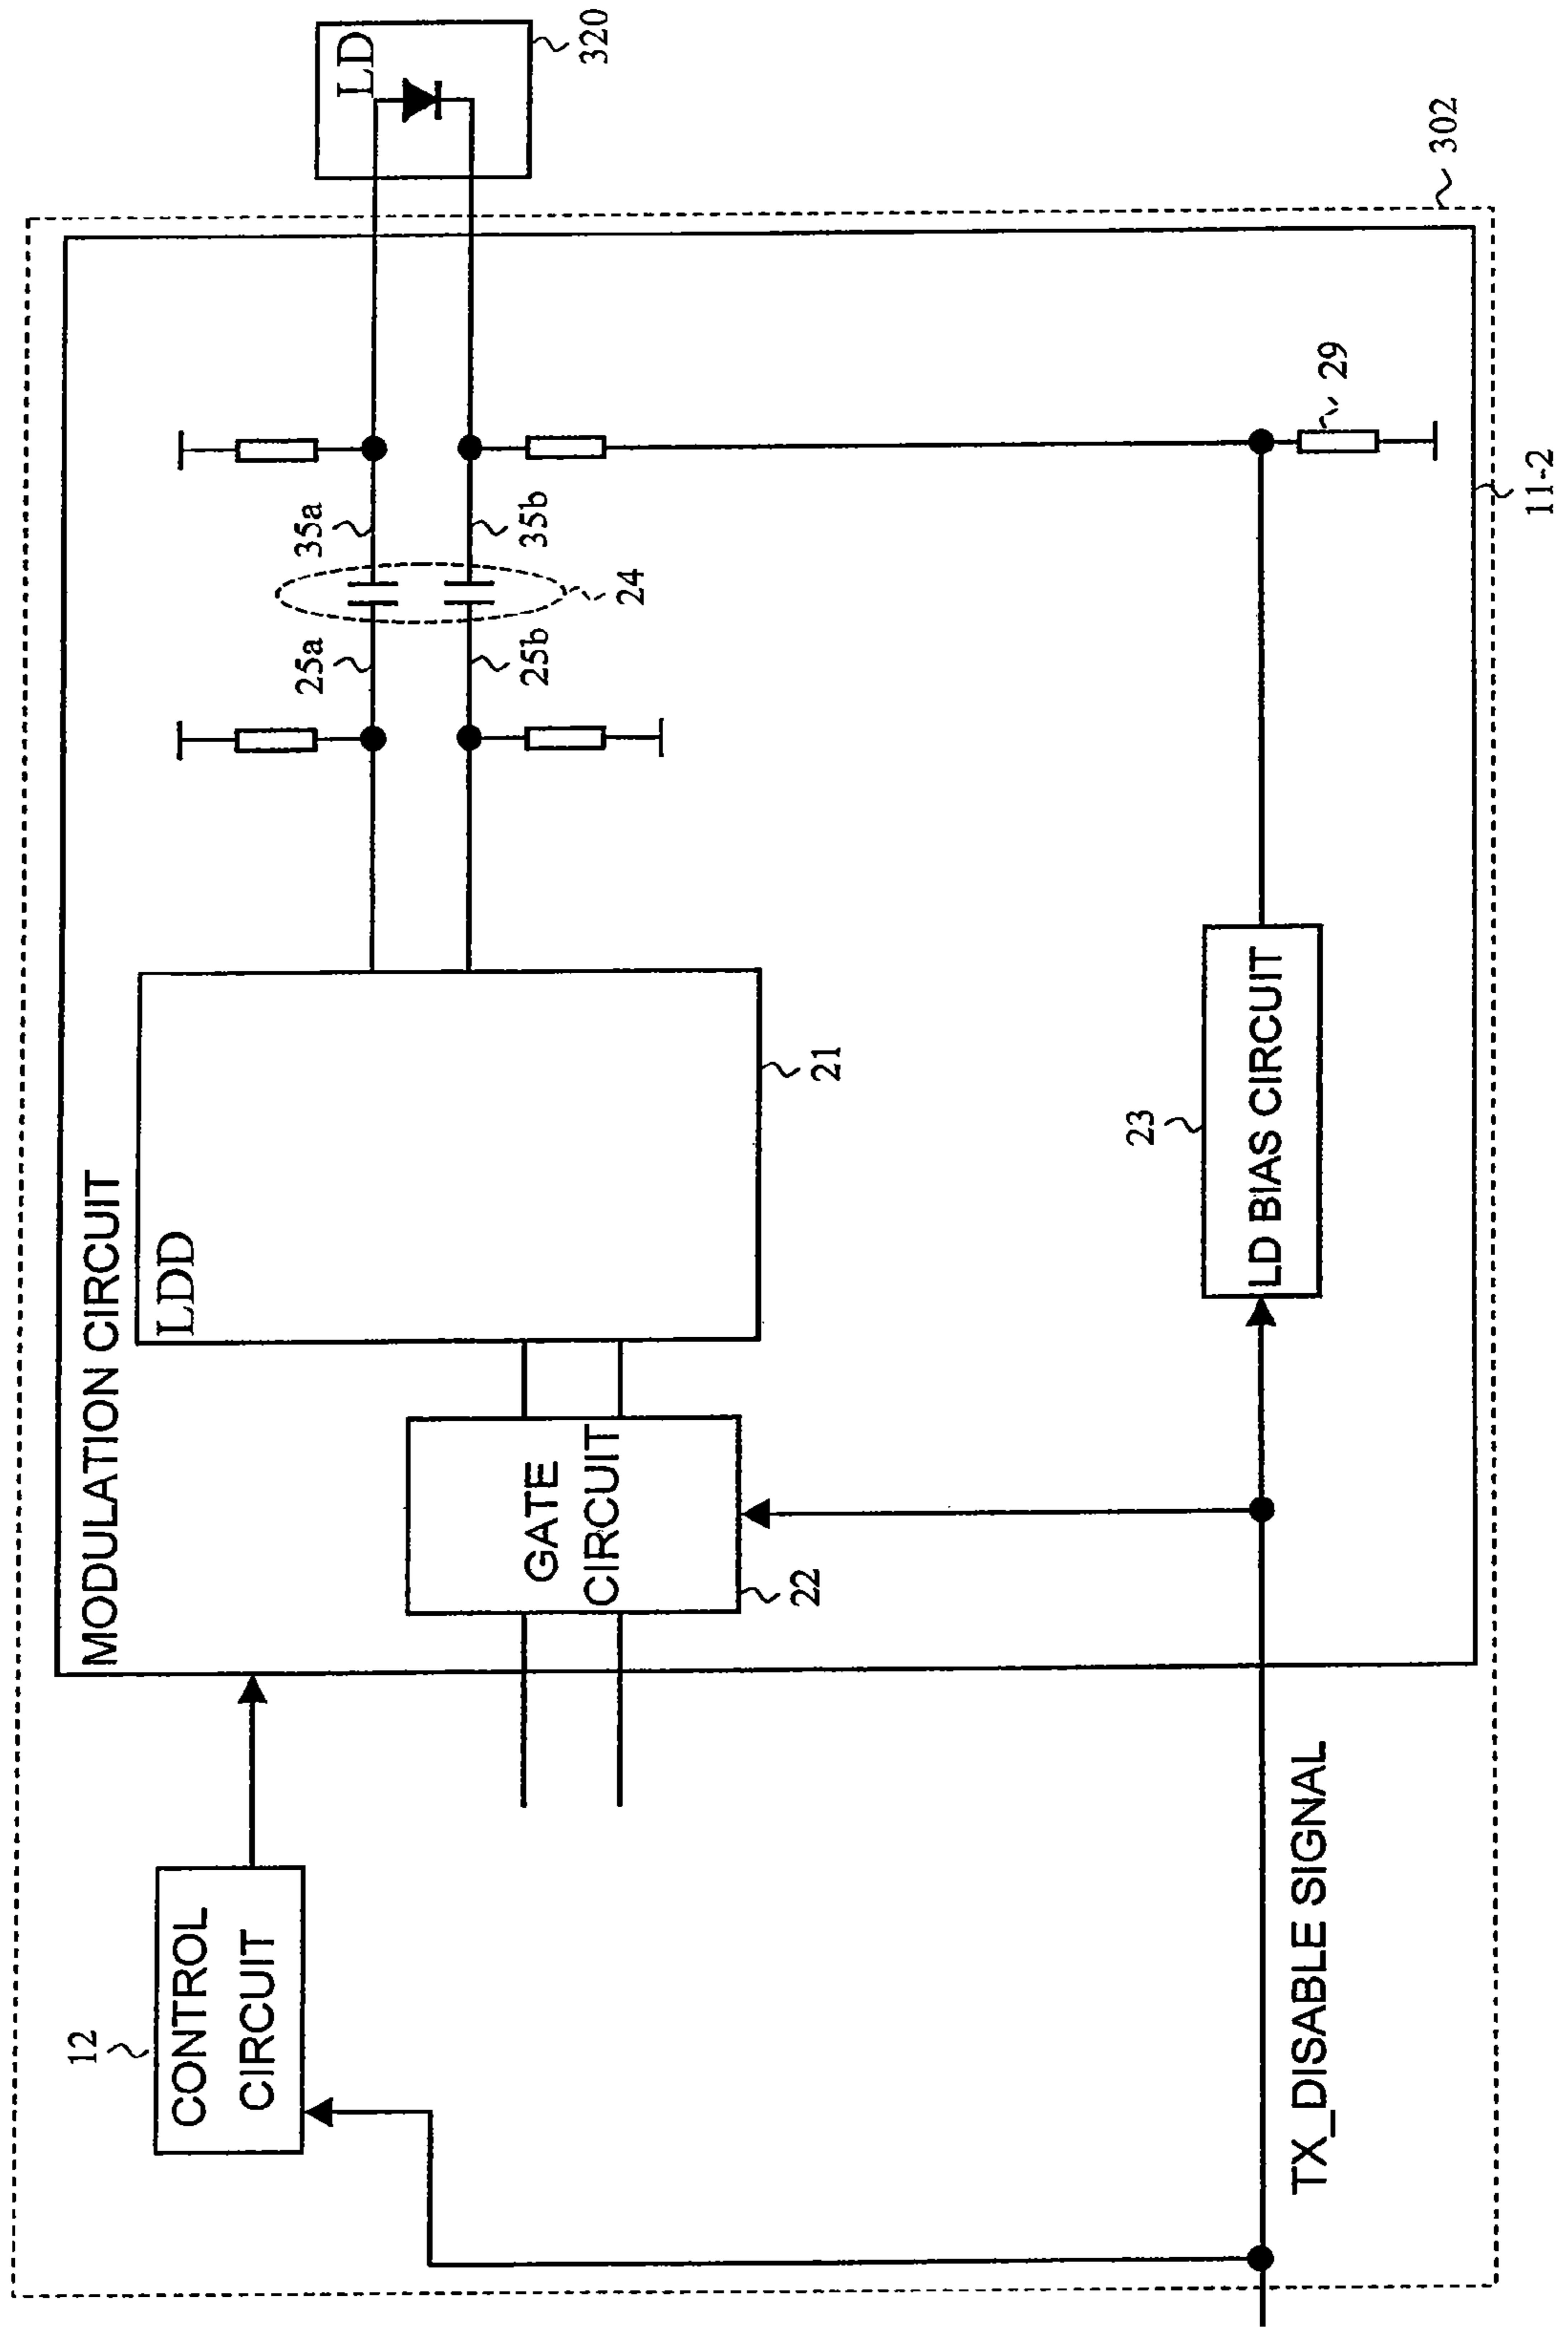 MODULATION CIRCUIT
12
CONTROL
CIRCUIT
LDD
21
GATE
CIRCUIT
22
25a
25b
35a
35b
24
LD
320
302
23
LD BIAS CIRCUIT
29
11-2
TX_DISABLE SIGNAL